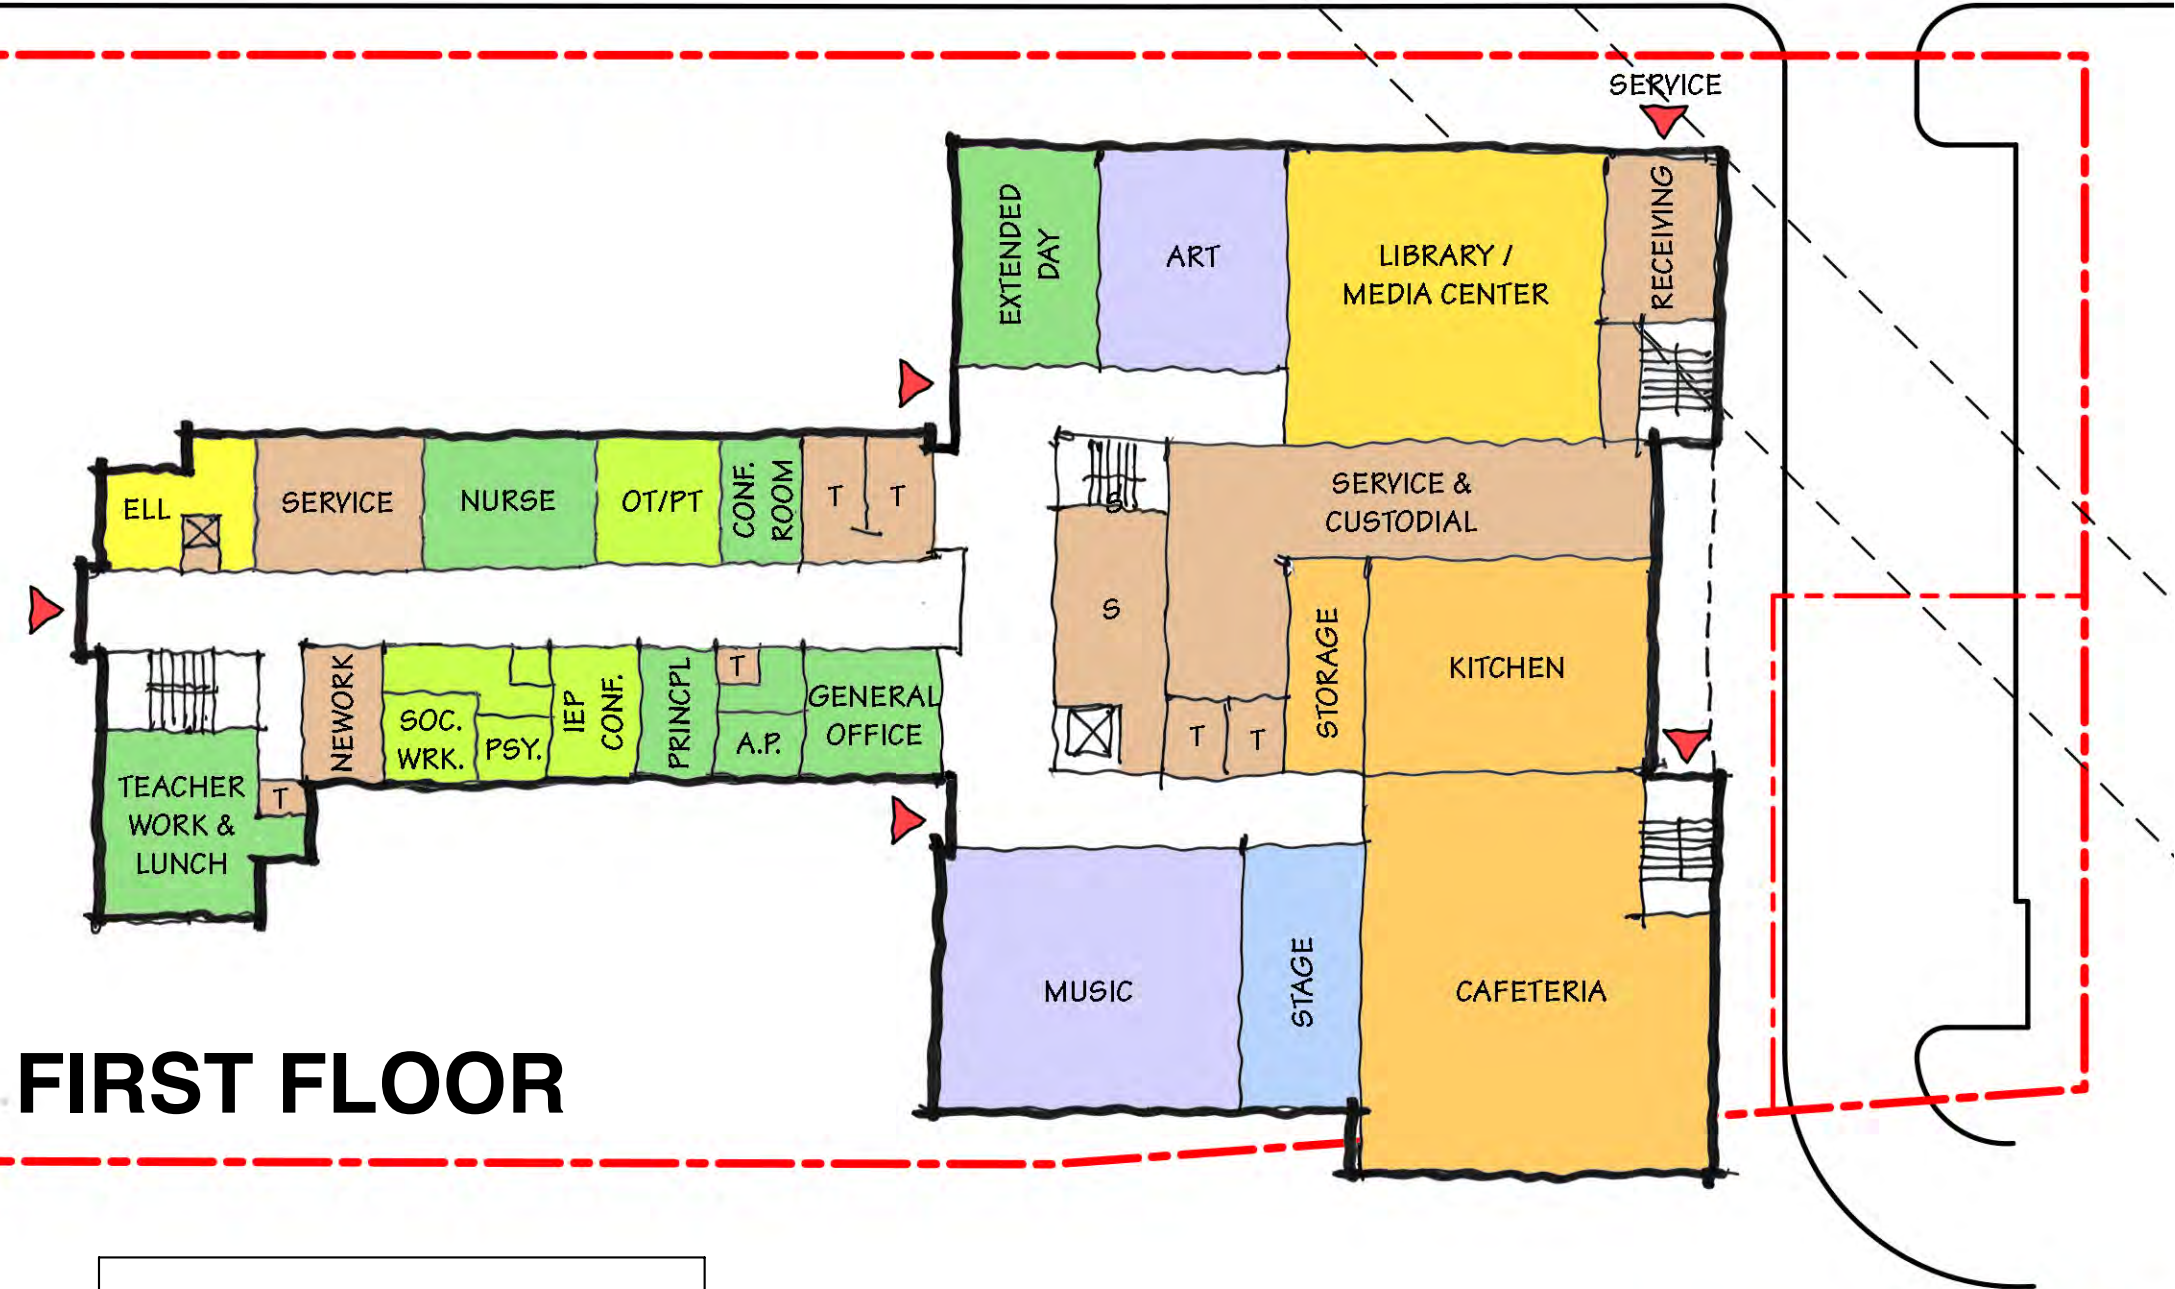 SERVICE
EXTENDED
DAY
ART
LIBRARY /
MEDIA CENTER
RECEIVING
ELL
SERVICE
NURSE
OT/PT
CONF.
ROOM
T
T
S
SERVICE &
CUSTODIAL
S
STORAGE
KITCHEN
T
T
NEWORK
SOC.
WRK.
PSY.
IEP
CONF.
PRINCPL
T
A.P.
GENERAL
OFFICE
TEACHER
WORK &
LUNCH
T
MUSIC
STAGE
CAFETERIA
FIRST FLOOR